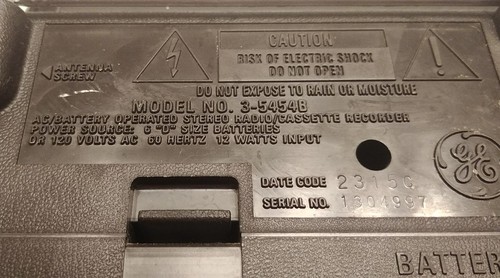 CAUTION
RISK OF ELECTRIC SHOCK
DO NOT OPEN
ANTENNA
SCREW
DO NOT EXPOSE TO RAIN OR MOISTURE
MODEL NO. 3-5454B
AC/BATTERY OPERATED STEREO RADIO/CASSETTE RECORDER
POWER SOURCE: 6 "D" SIZE BATTERIES
OR 120 VOLTS AC 60 HERTZ 12 WATTS INPUT
GE
DATE CODE 2315G
SERIAL NO. 1304997
BATTER